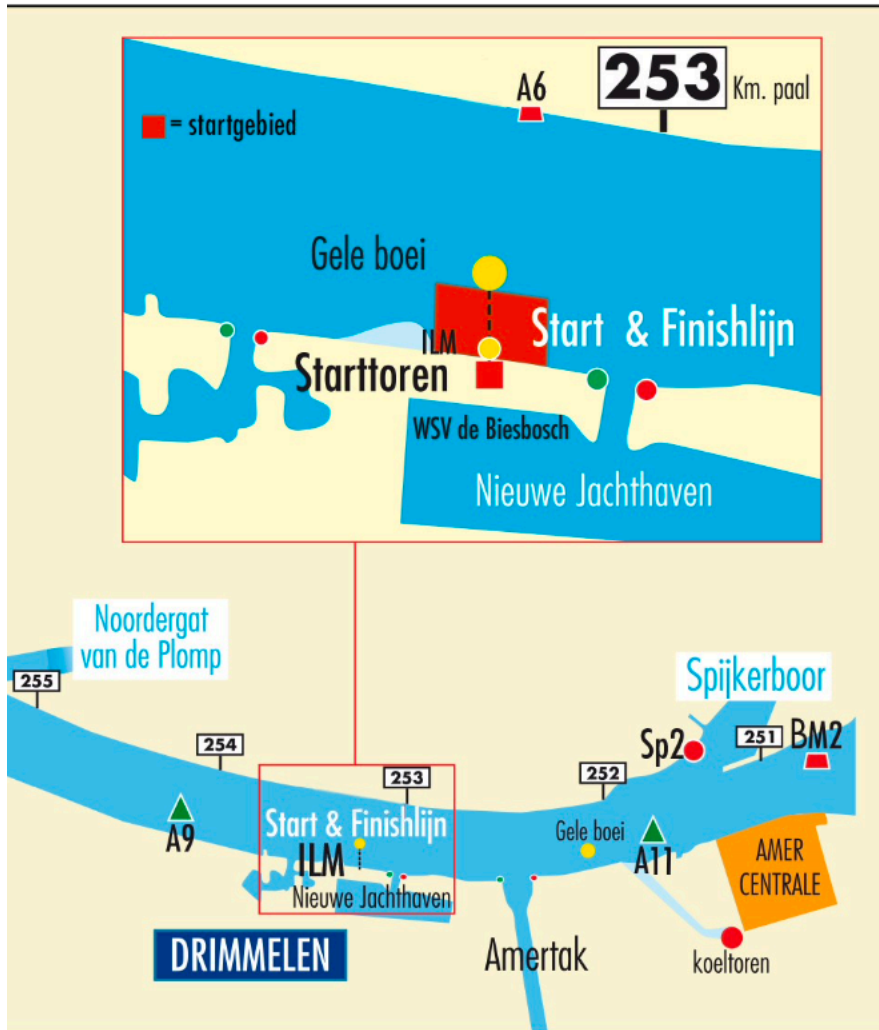 A6
253 Km. paal
= startgebied
Gele boei
Start & Finishlijn
ILM
Starttoren
WSV de Biesbosch
Nieuwe Jachthaven
Noordergat
van de Plomp
255
254
253
252
251
Spijkerboor
Sp2
BM2
A9
Start & Finishlijn
ILM
Nieuwe Jachthaven
Gele boei
A11
AMER
CENTRALE
DRIMMELEN
Amertak
koeltoren